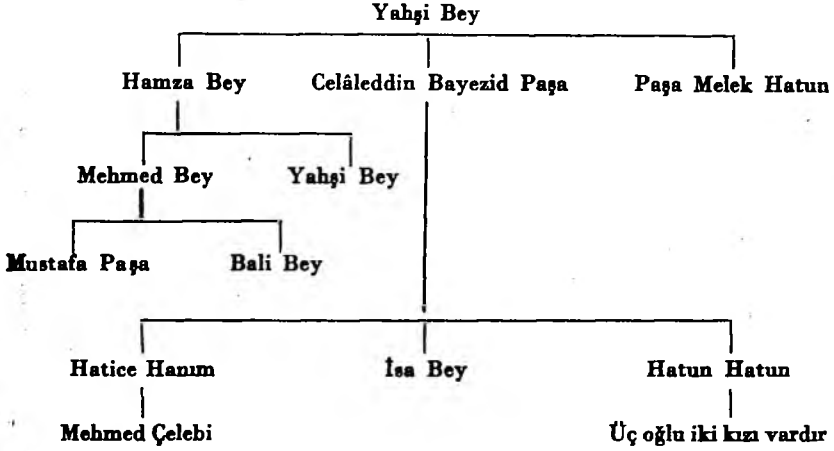 Yahşi Bey
Hamza Bey Celâleddin Bayezid Paşa Paşa Melek Hatun
Mehmed Bey Yahşi Bey
Mustafa Paşa Bali Bey
Hatice Hanım İsa Bey Hatun Hatun
Mehmed Çelebi Üç oğlu iki kızı vardır